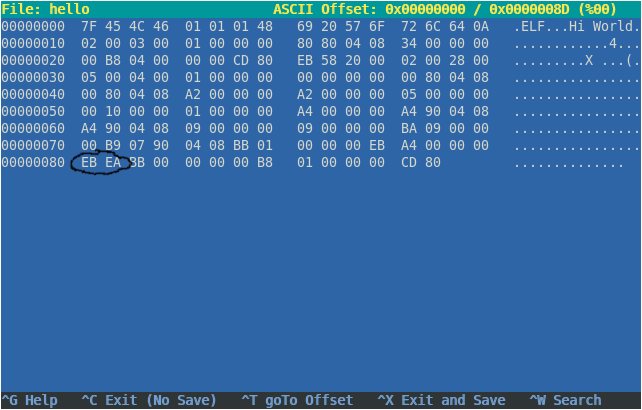 File: hello ASCII Offset: 0x00000000 / 0x0000008D (%00)
00000000 7F 45 4C 46 01 01 01 48 69 20 57 6F 72 6C 64 0A .ELF...Hi World.
00000010 02 00 03 00 01 00 00 00 80 80 04 08 34 00 00 00 ............4...
00000020 00 B8 04 00 00 00 CD 80 EB 58 20 00 02 00 28 00 .........X ...(.
00000030 05 00 04 00 01 00 00 00 00 00 00 00 00 80 04 08 ................
00000040 00 80 04 08 A2 00 00 00 A2 00 00 00 05 00 00 00 ................
00000050 00 10 00 00 01 00 00 00 A4 00 00 00 A4 90 04 08 ................
00000060 A4 90 04 08 09 00 00 00 09 00 00 00 BA 09 00 00 ................
00000070 00 B9 07 90 04 08 BB 01 00 00 00 EB A4 00 00 00 ................
00000080 EB EA BB 00 00 00 00 B8 01 00 00 00 CD 80 ..............
^G Help ^C Exit (No Save) ^T goTo Offset ^X Exit and Save ^W Search